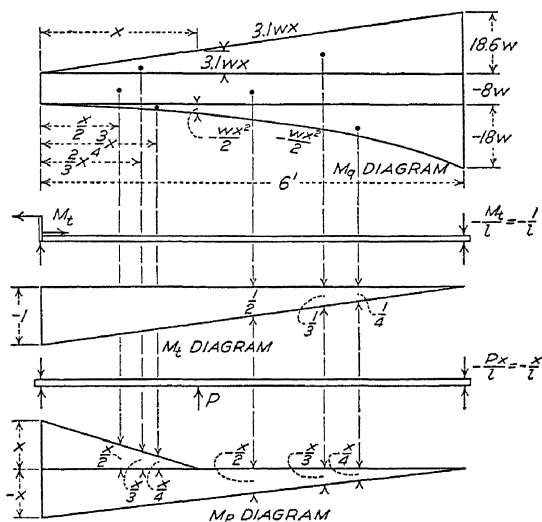 x
3.1wx
3.1wx
18.6w
-8w
x/2
3/4 x
2/3 x
-wx²/2
-wx²/2
-18w
Mq DIAGRAM
6'
Mt
-Mt/l = -1/l
-1
1/2
1/3
1/4
Mt DIAGRAM
P
-Px/l = -x/l
x
x/2
x/3
x/4
-x/2
-x/3
-x/4
-x
Mp DIAGRAM